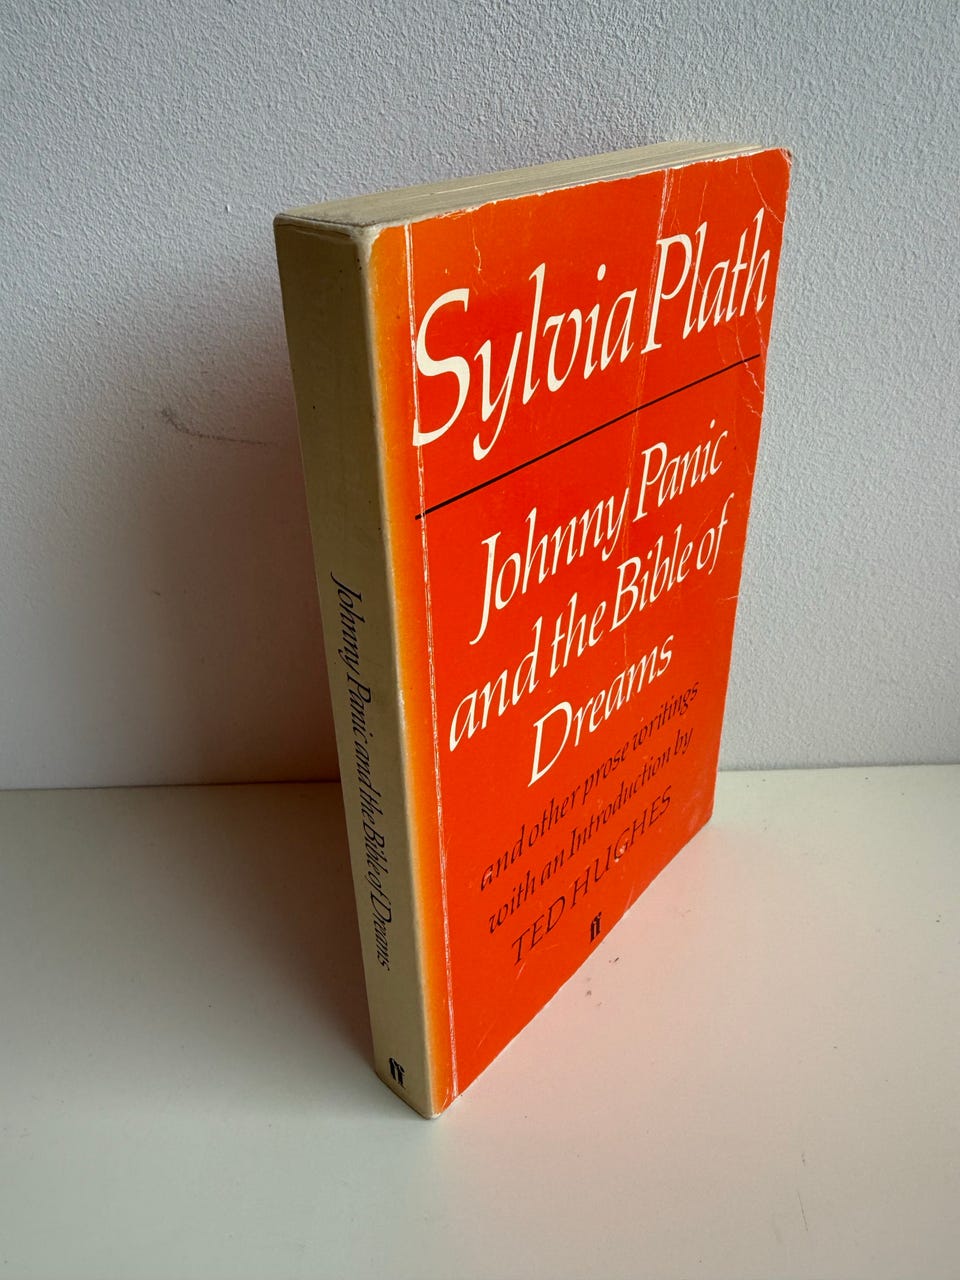 Sylvia Plath
Johnny Panic
and the Bible of
Dreams
and other prose writings
with an Introduction by
TED HUGHES
ff
Johnny Panic and the Bible of Dreams
ff